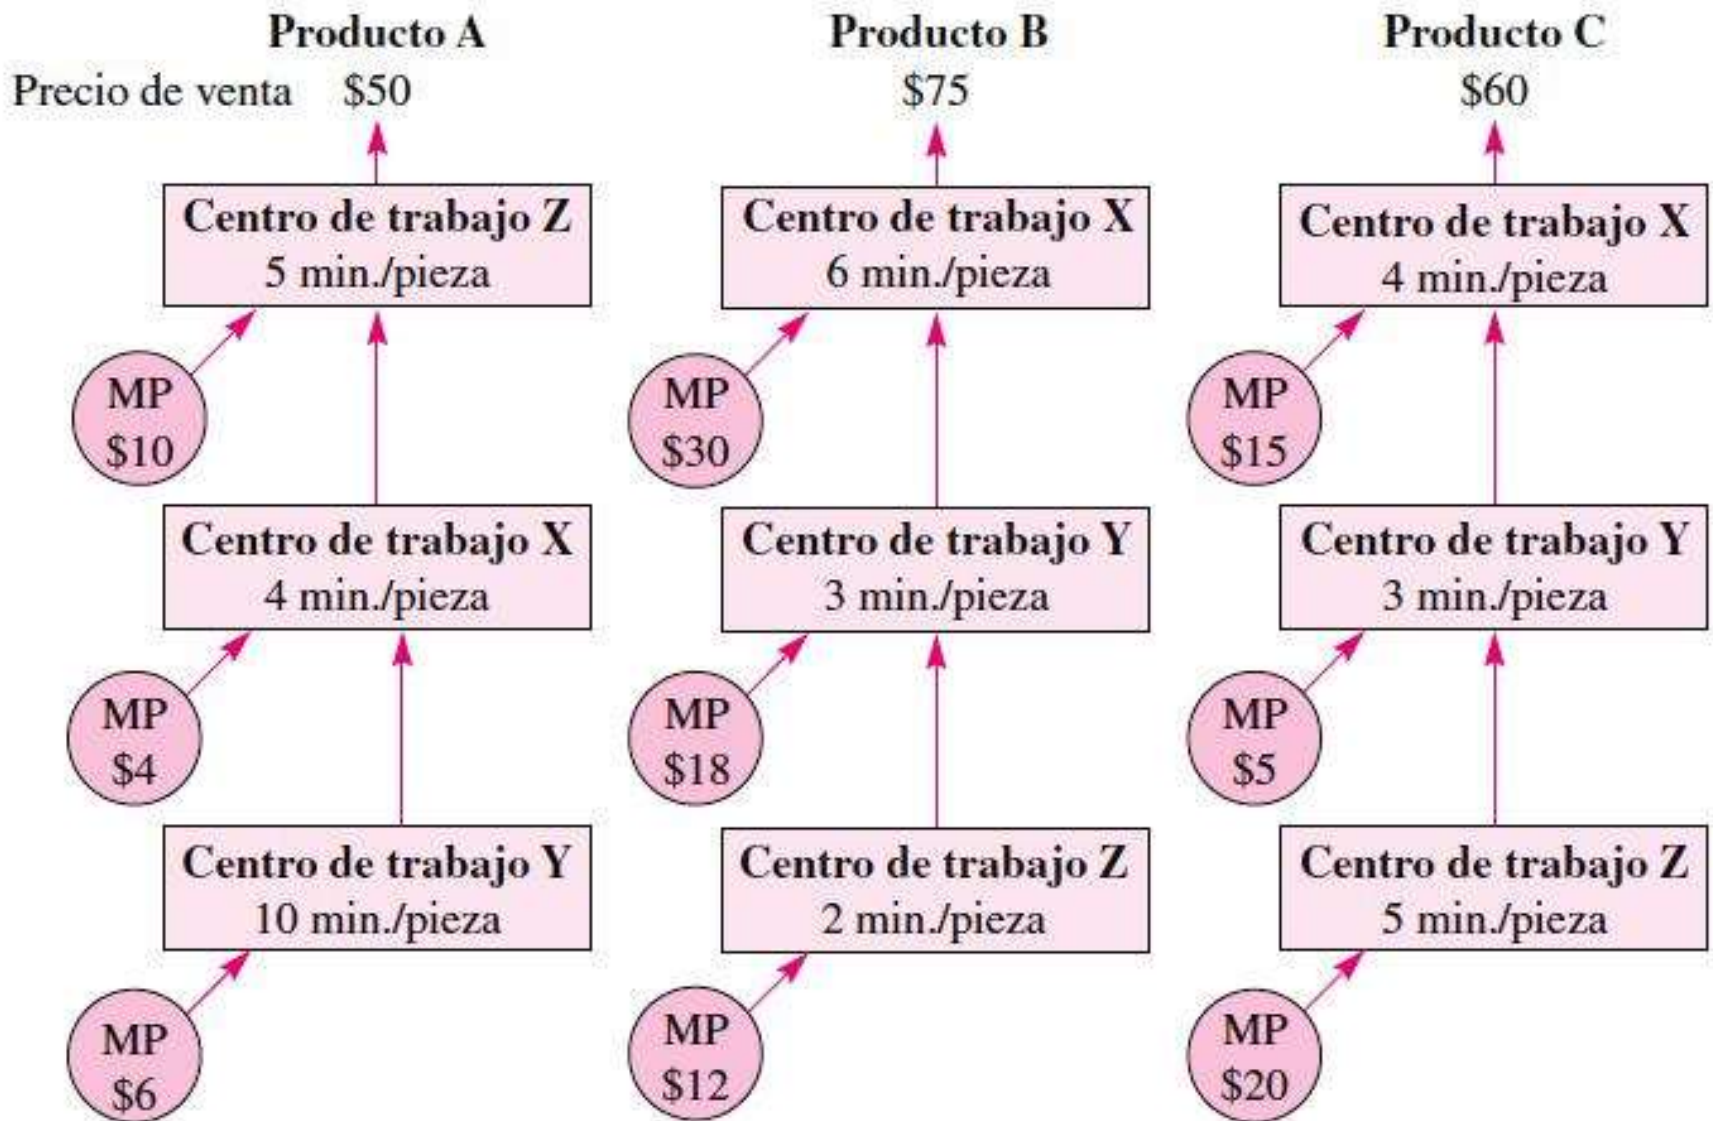 Producto A
Producto B
Producto C
Precio de venta $50
$75
$60
Centro de trabajo Z
5 min./pieza
Centro de trabajo X
6 min./pieza
Centro de trabajo X
4 min./pieza
MP
$10
MP
$30
MP
$15
Centro de trabajo X
4 min./pieza
Centro de trabajo Y
3 min./pieza
Centro de trabajo Y
3 min./pieza
MP
$4
MP
$18
MP
$5
Centro de trabajo Y
10 min./pieza
Centro de trabajo Z
2 min./pieza
Centro de trabajo Z
5 min./pieza
MP
$6
MP
$12
MP
$20